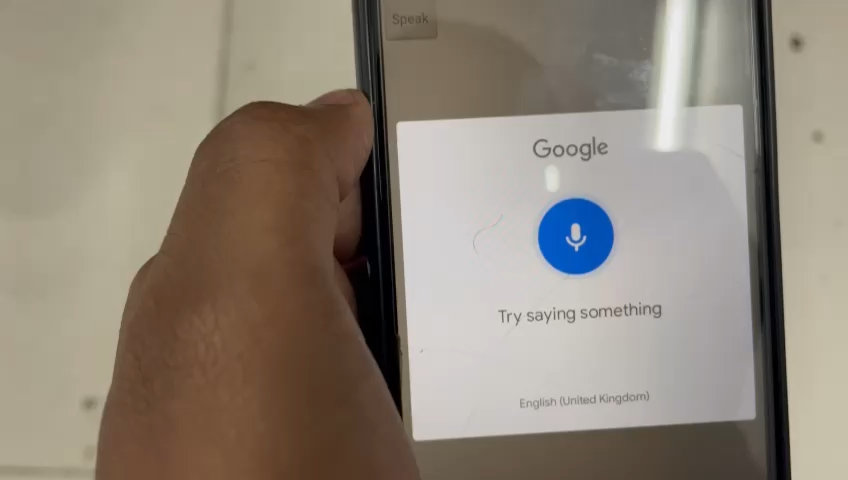 Speak
Google
Try saying something
English (United Kingdom)